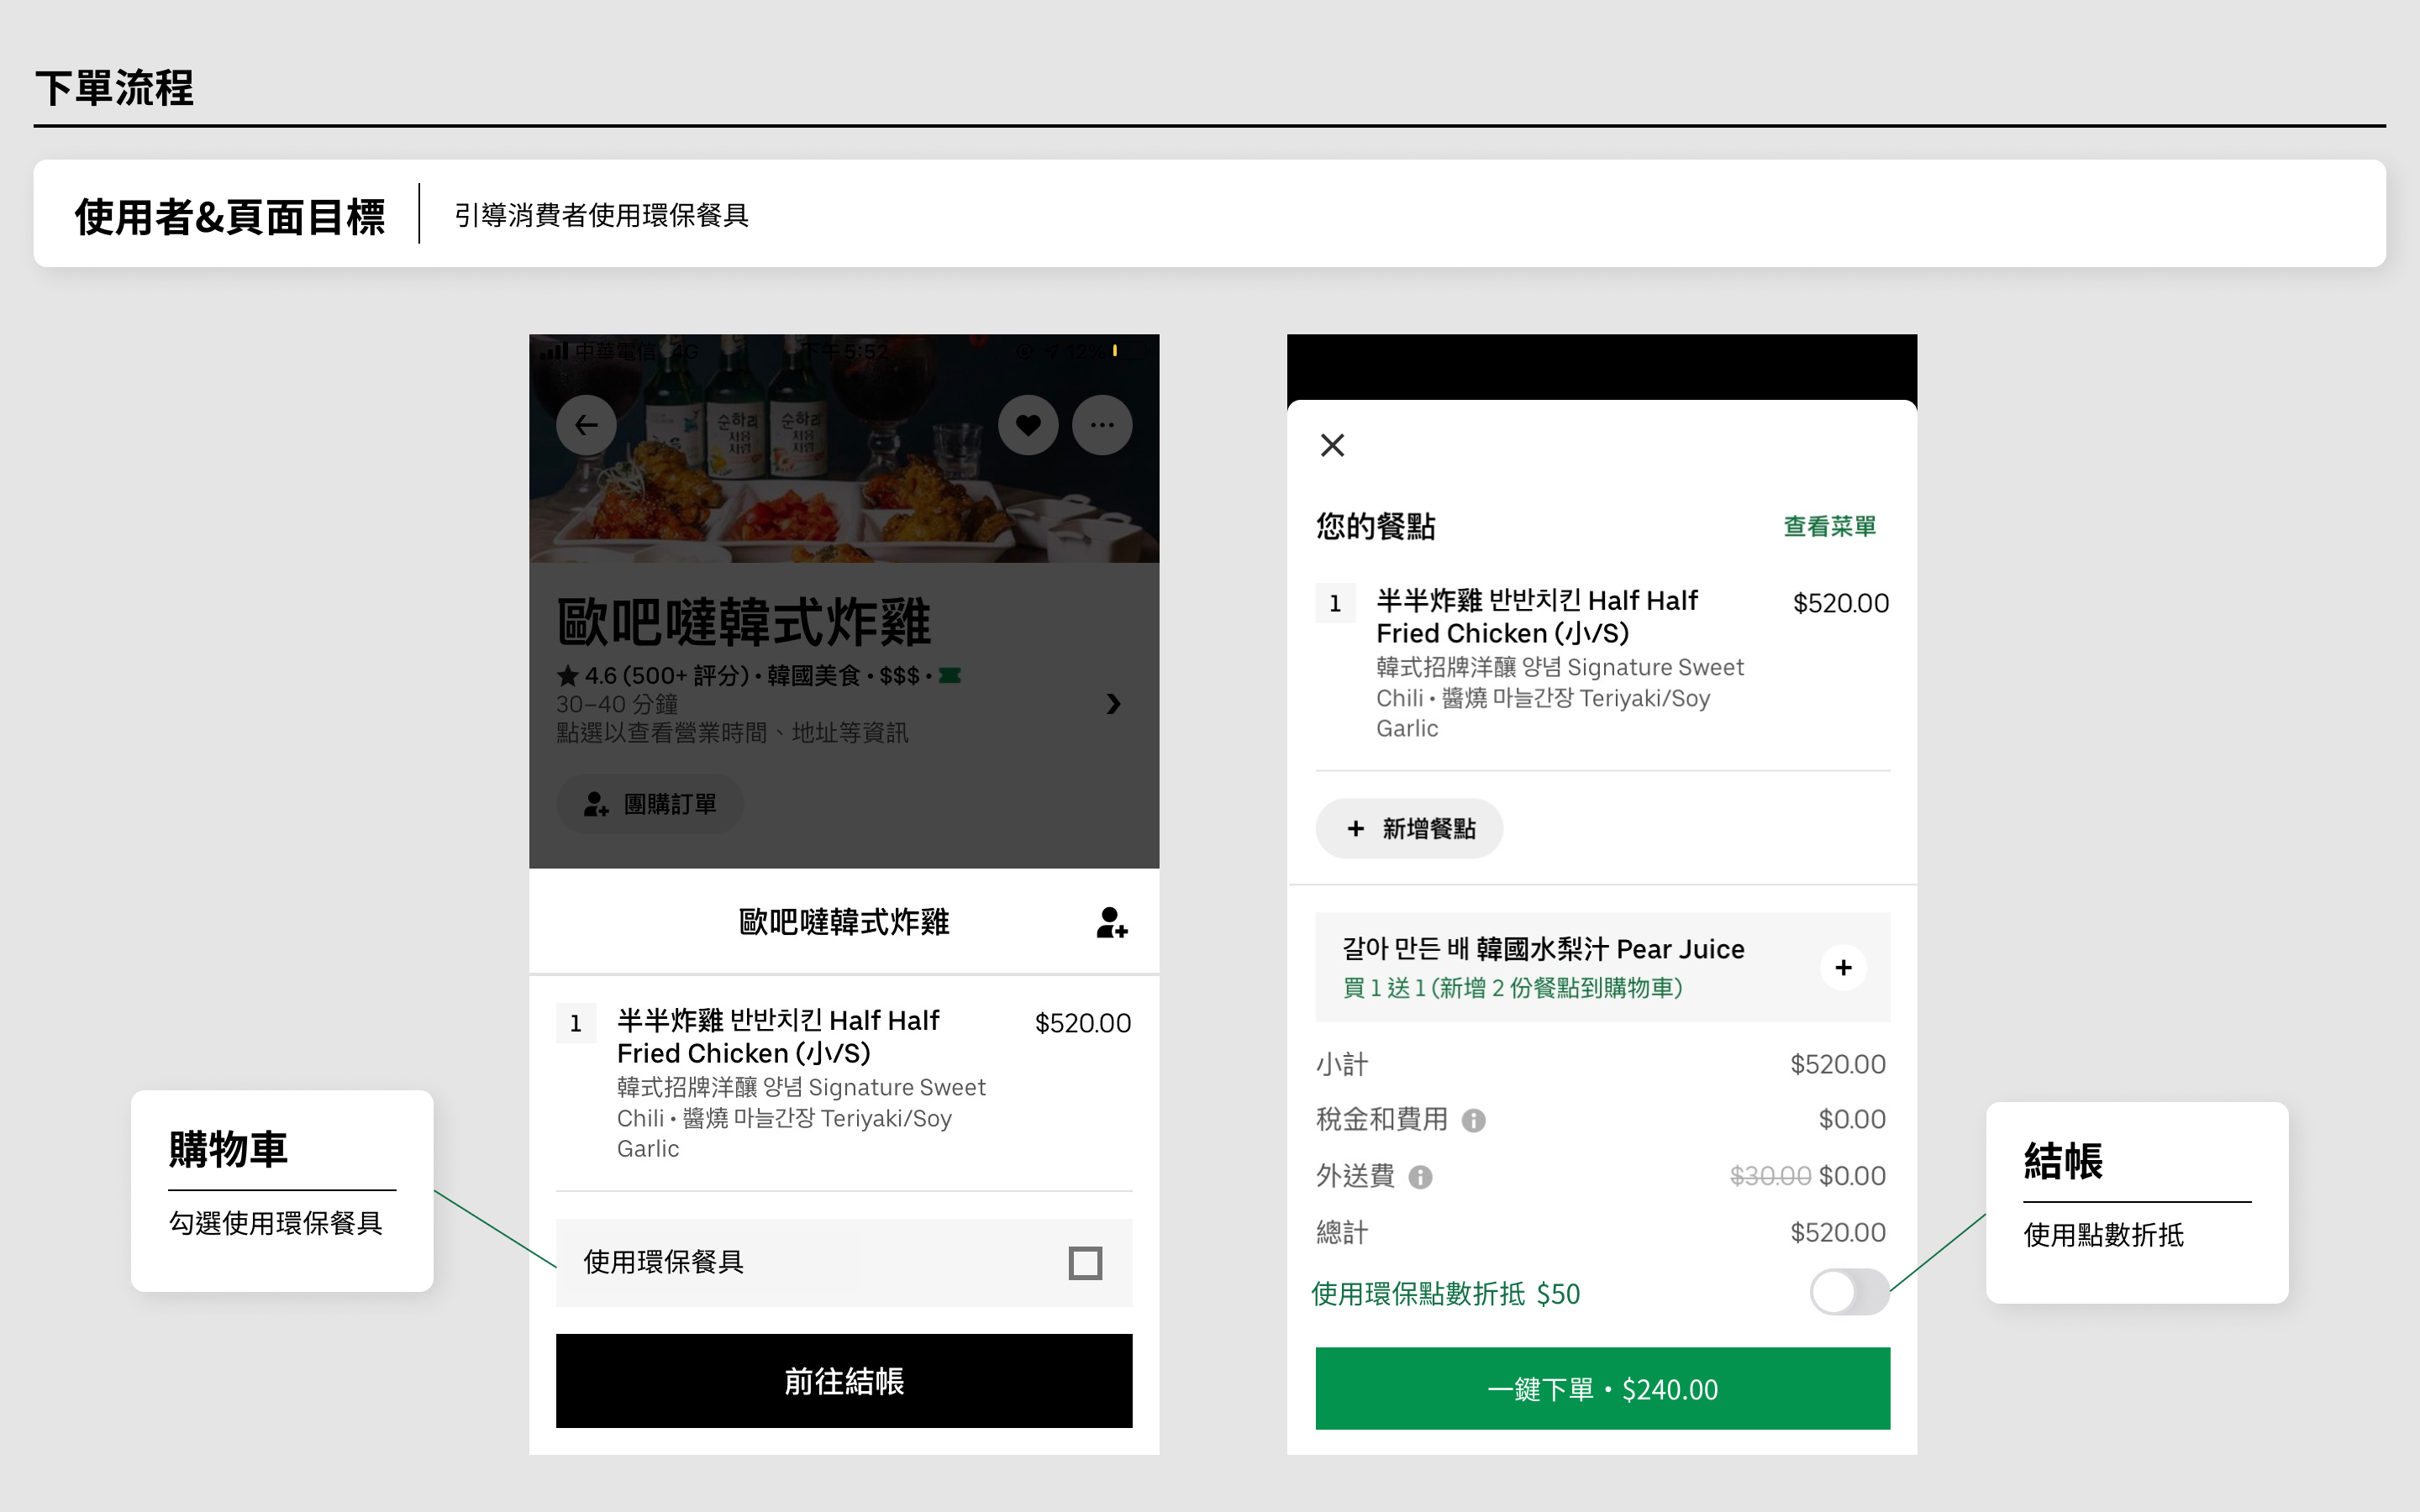 下單流程
使用者&頁面目標
引導消費者使用環保餐具
中華電信 4G
下午5:52
12%
순하리
처음
처럼
순하리
처음
처럼
歐吧噠韓式炸雞
★ 4.6 (500+ 評分) • 韓國美食 • $$$ •
30–40 分鐘
點選以查看營業時間、地址等資訊
團購訂單
歐吧噠韓式炸雞
1
半半炸雞 반반치킨 Half Half
Fried Chicken (小/S)
$520.00
韓式招牌洋釀 양념 Signature Sweet
Chili • 醬燒 마늘간장 Teriyaki/Soy
Garlic
使用環保餐具
前往結帳
購物車
勾選使用環保餐具
您的餐點
查看菜單
1
半半炸雞 반반치킨 Half Half
Fried Chicken (小/S)
$520.00
韓式招牌洋釀 양념 Signature Sweet
Chili • 醬燒 마늘간장 Teriyaki/Soy
Garlic
+ 新增餐點
갈아 만든 배 韓國水梨汁 Pear Juice
買 1 送 1 (新增 2 份餐點到購物車)
+
小計 $520.00
稅金和費用 $0.00
外送費 $30.00 $0.00
總計 $520.00
使用環保點數折抵 $50
一鍵下單・$240.00
結帳
使用點數折抵